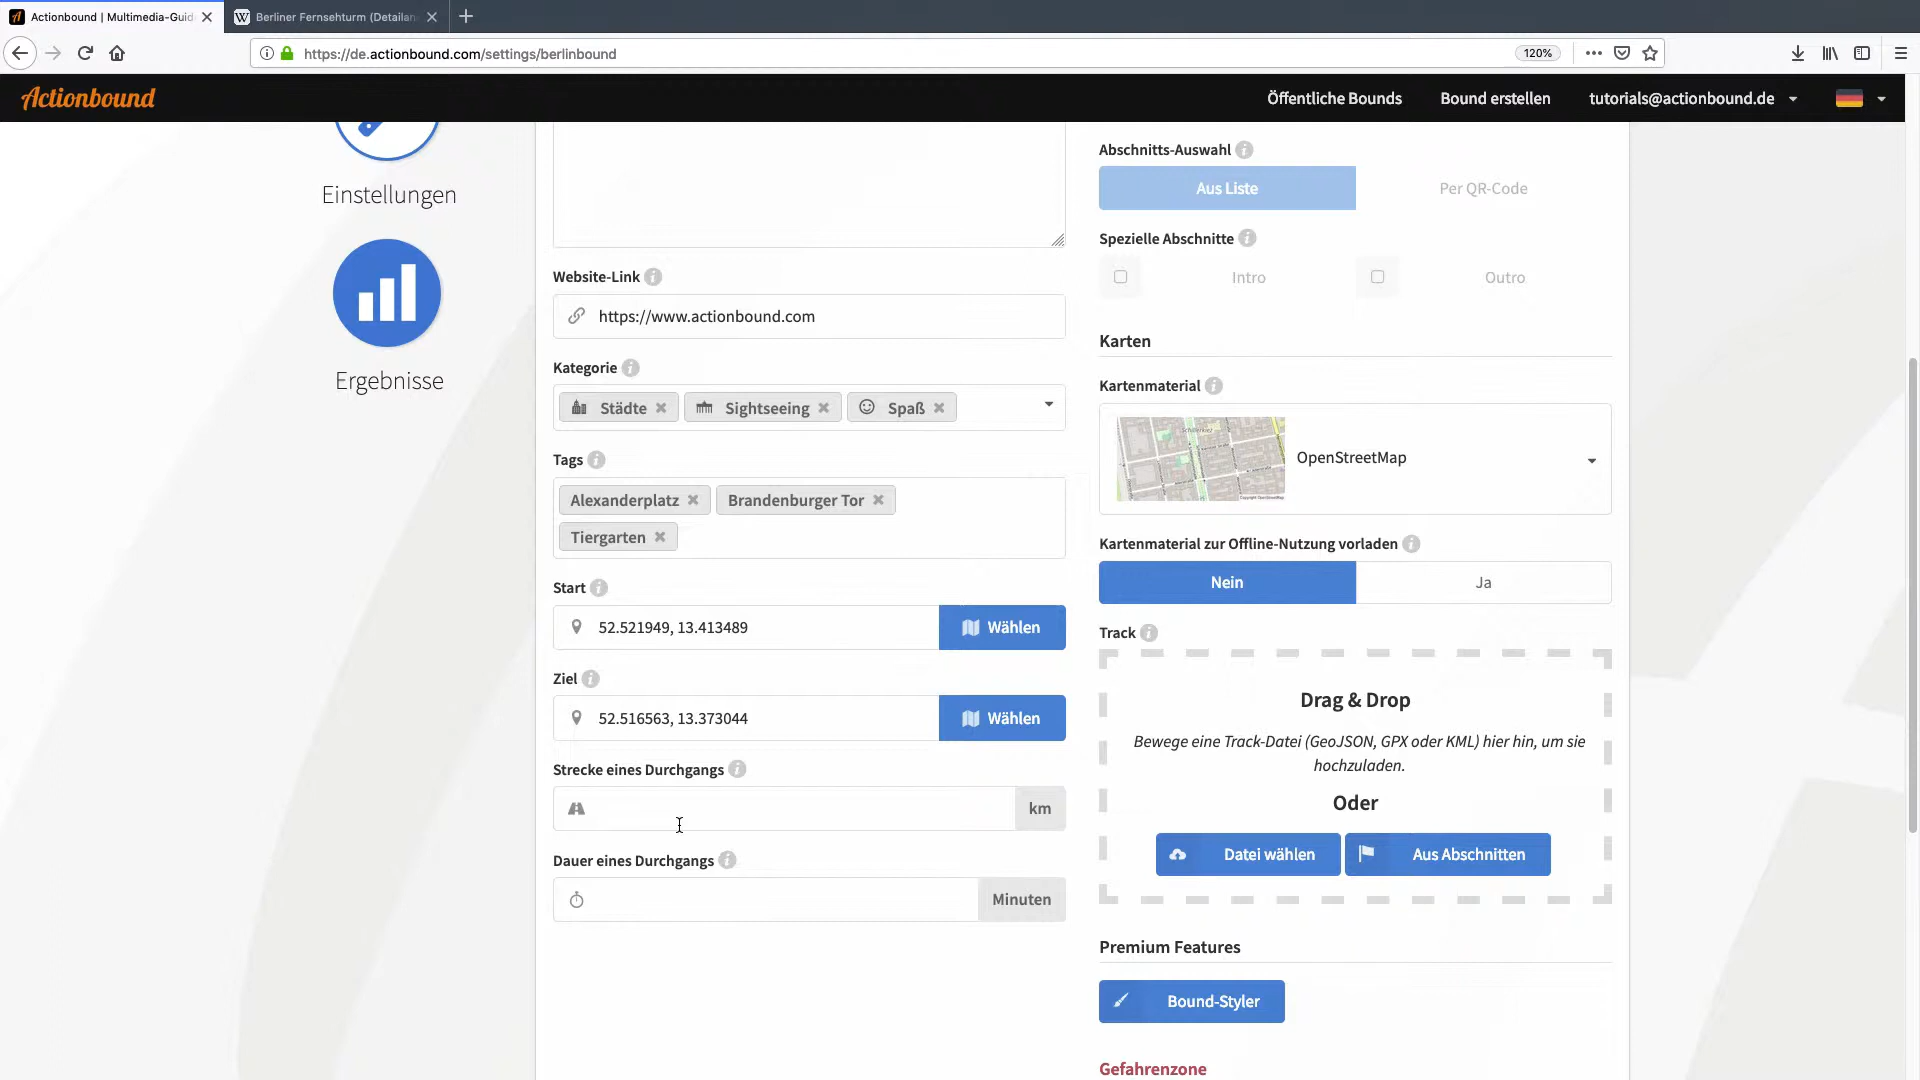 Actionbound | Multimedia-Guid
Berliner Fernsehturm (Detailan
https://de.actionbound.com/settings/berlinbound
120%
Actionbound
Öffentliche Bounds
Bound erstellen
tutorials@actionbound.de
Einstellungen
Ergebnisse
Website-Link
https://www.actionbound.com
Kategorie
Städte
Sightseeing
Spaß
Tags
Alexanderplatz
Brandenburger Tor
Tiergarten
Start
52.521949, 13.413489
Wählen
Ziel
52.516563, 13.373044
Wählen
Strecke eines Durchgangs
km
Dauer eines Durchgangs
Minuten
Abschnitts-Auswahl
Aus Liste
Per QR-Code
Spezielle Abschnitte
Intro
Outro
Karten
Kartenmaterial
OpenStreetMap
Kartenmaterial zur Offline-Nutzung vorladen
Nein
Ja
Track
Drag & Drop
Bewege eine Track-Datei (GeoJSON, GPX oder KML) hier hin, um sie
hochzuladen.
Oder
Datei wählen
Aus Abschnitten
Premium Features
Bound-Styler
Gefahrenzone